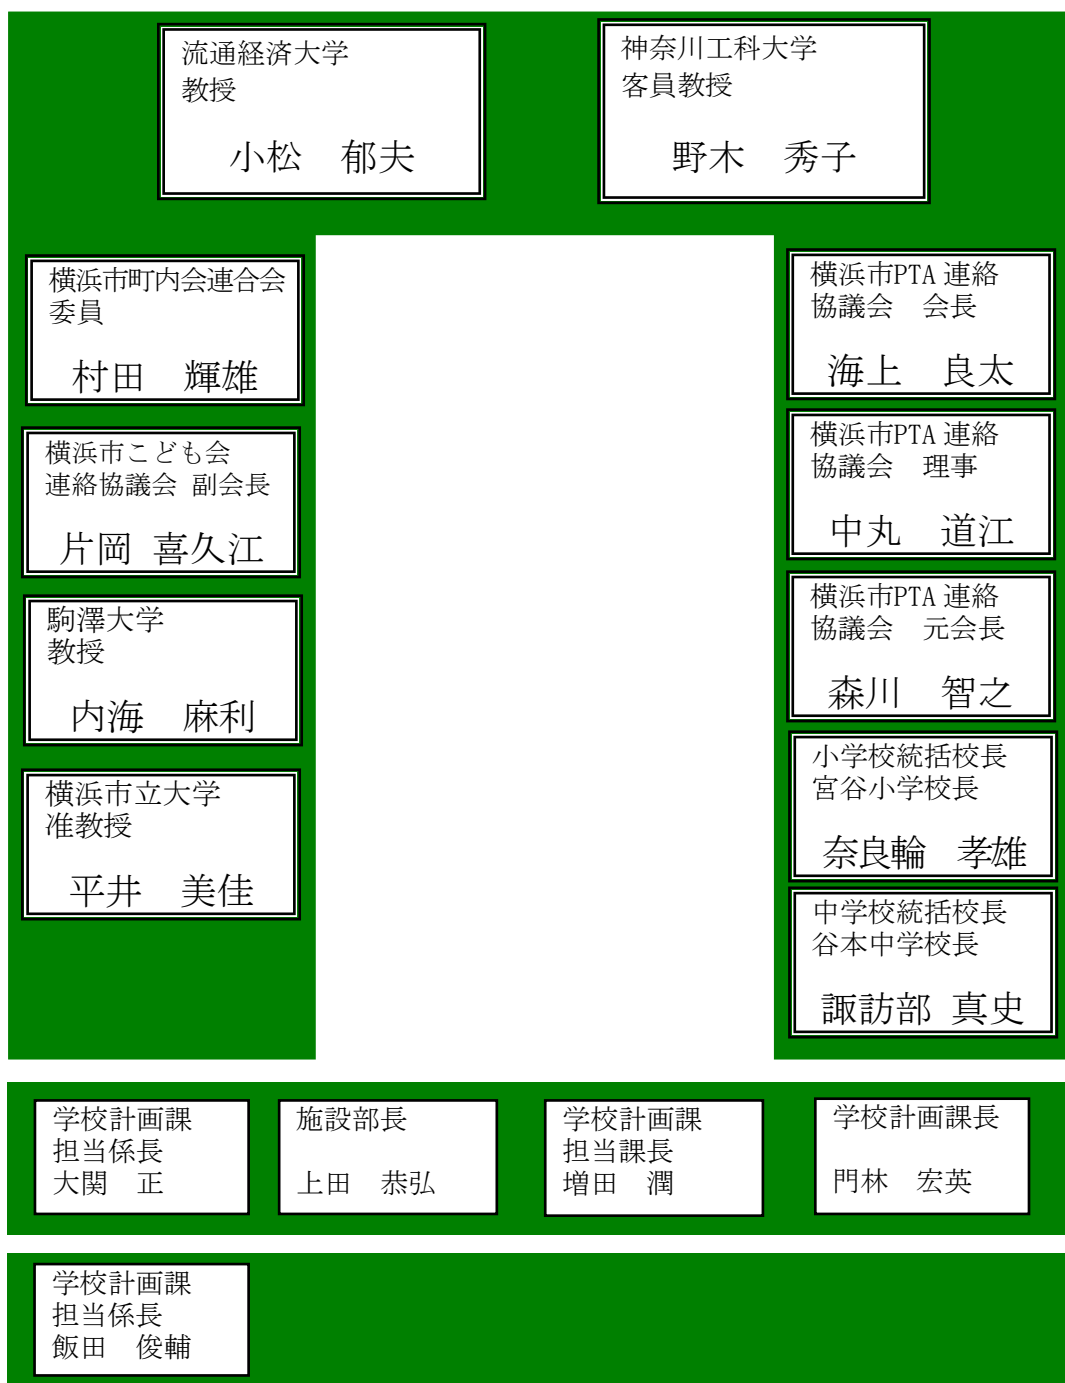 流通経済大学
教授
小松　郁夫
神奈川工科大学
客員教授
野木　秀子
横浜市町内会連合会
委員
村田　輝雄
横浜市こども会
連絡協議会 副会長
片岡 喜久江
駒澤大学
教授
内海　麻利
横浜市立大学
准教授
平井　美佳
横浜市PTA 連絡
協議会　会長
海上　良太
横浜市PTA 連絡
協議会　理事
中丸　道江
横浜市PTA 連絡
協議会　元会長
森川　智之
小学校統括校長
宮谷小学校長
奈良輪　孝雄
中学校統括校長
谷本中学校長
諏訪部 真史
学校計画課
担当係長
大関　正
施設部長
上田　恭弘
学校計画課
担当課長
増田　潤
学校計画課長
門林　宏英
学校計画課
担当係長
飯田　俊輔